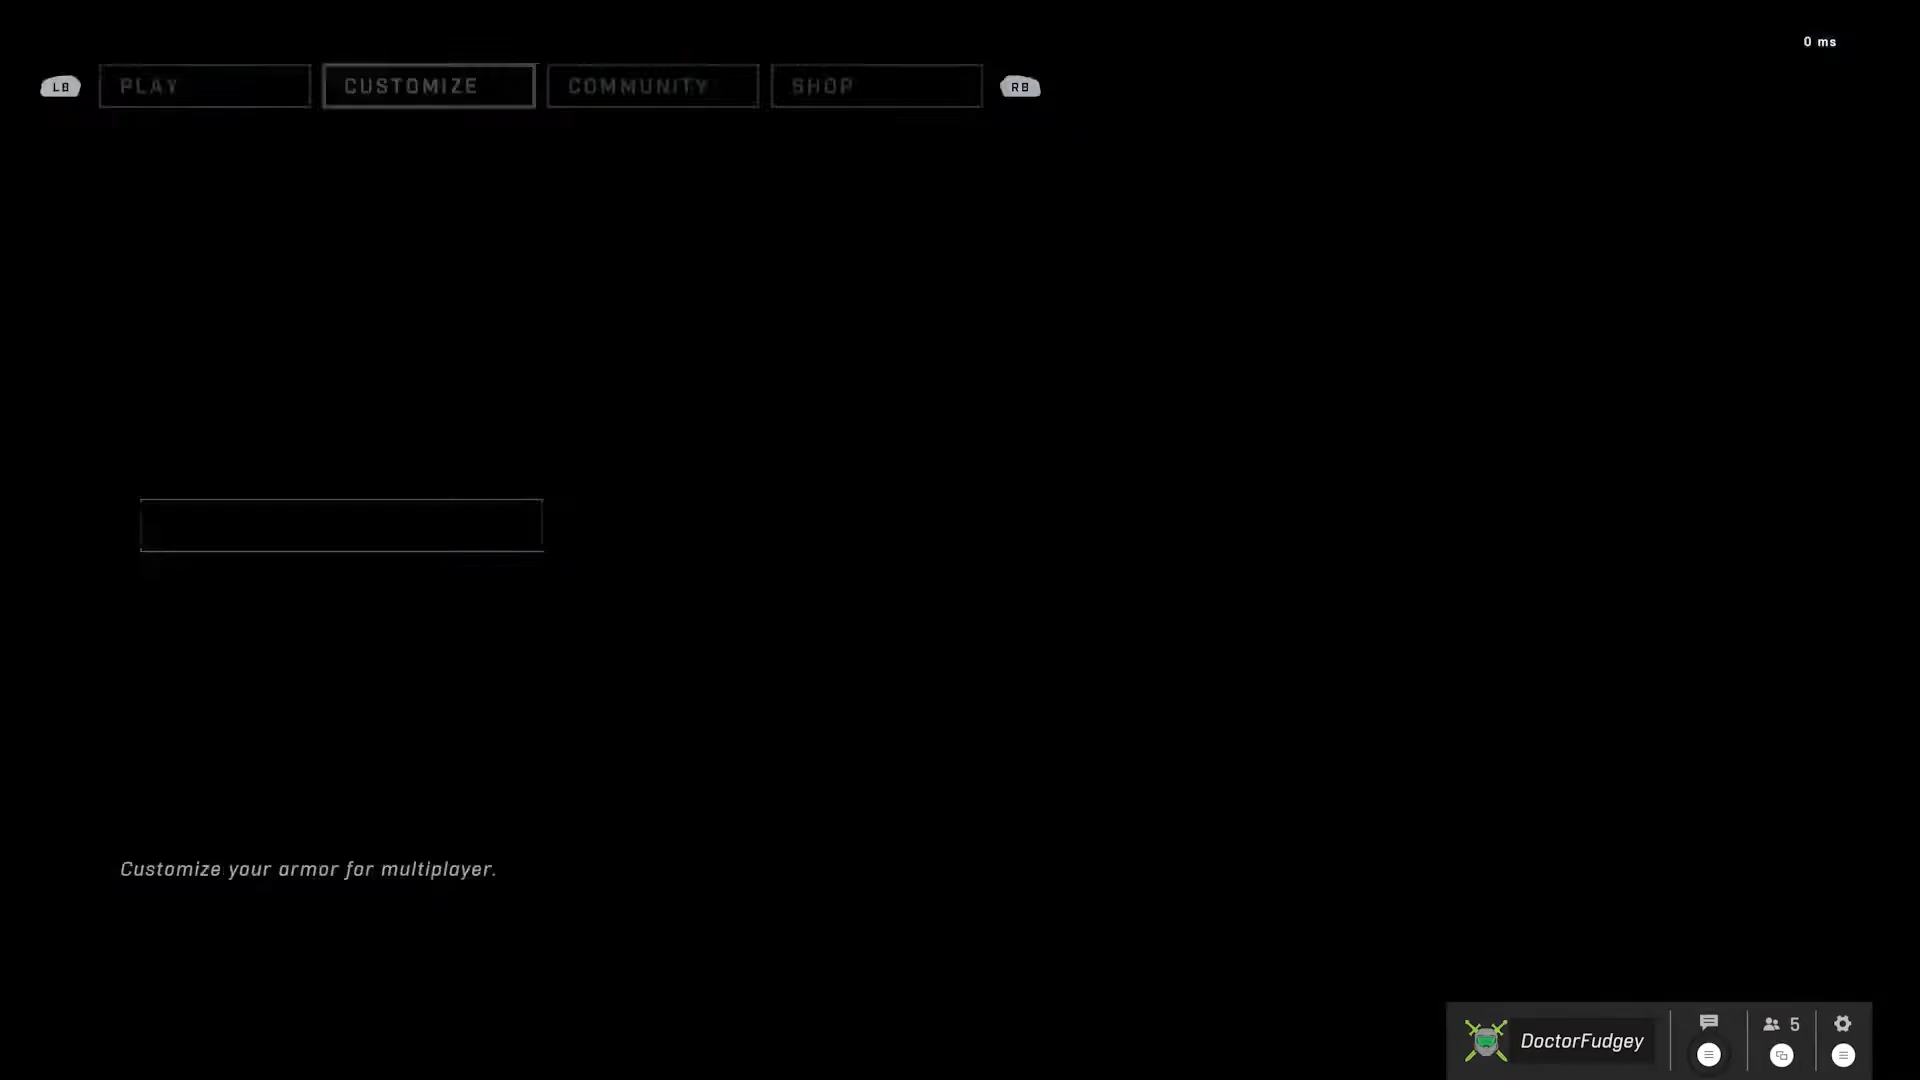 0 ms
LB PLAY CUSTOMIZE COMMUNITY SHOP RB
Customize your armor for multiplayer.
DoctorFudgey 5